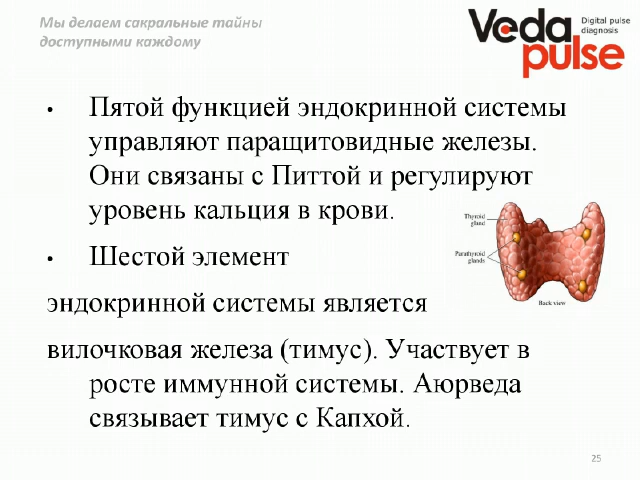 Мы делаем сакральные тайны
доступными каждому
Veda
pulse
Digital pulse
diagnosis
• Пятой функцией эндокринной системы
управляют паращитовидные железы.
Они связаны с Питтой и регулируют
уровень кальция в крови.
Thyroid
gland
Parathyroid
glands
Back view
• Шестой элемент
эндокринной системы является
вилочковая железа (тимус). Участвует в
росте иммунной системы. Аюрведа
связывает тимус с Капхой.
25